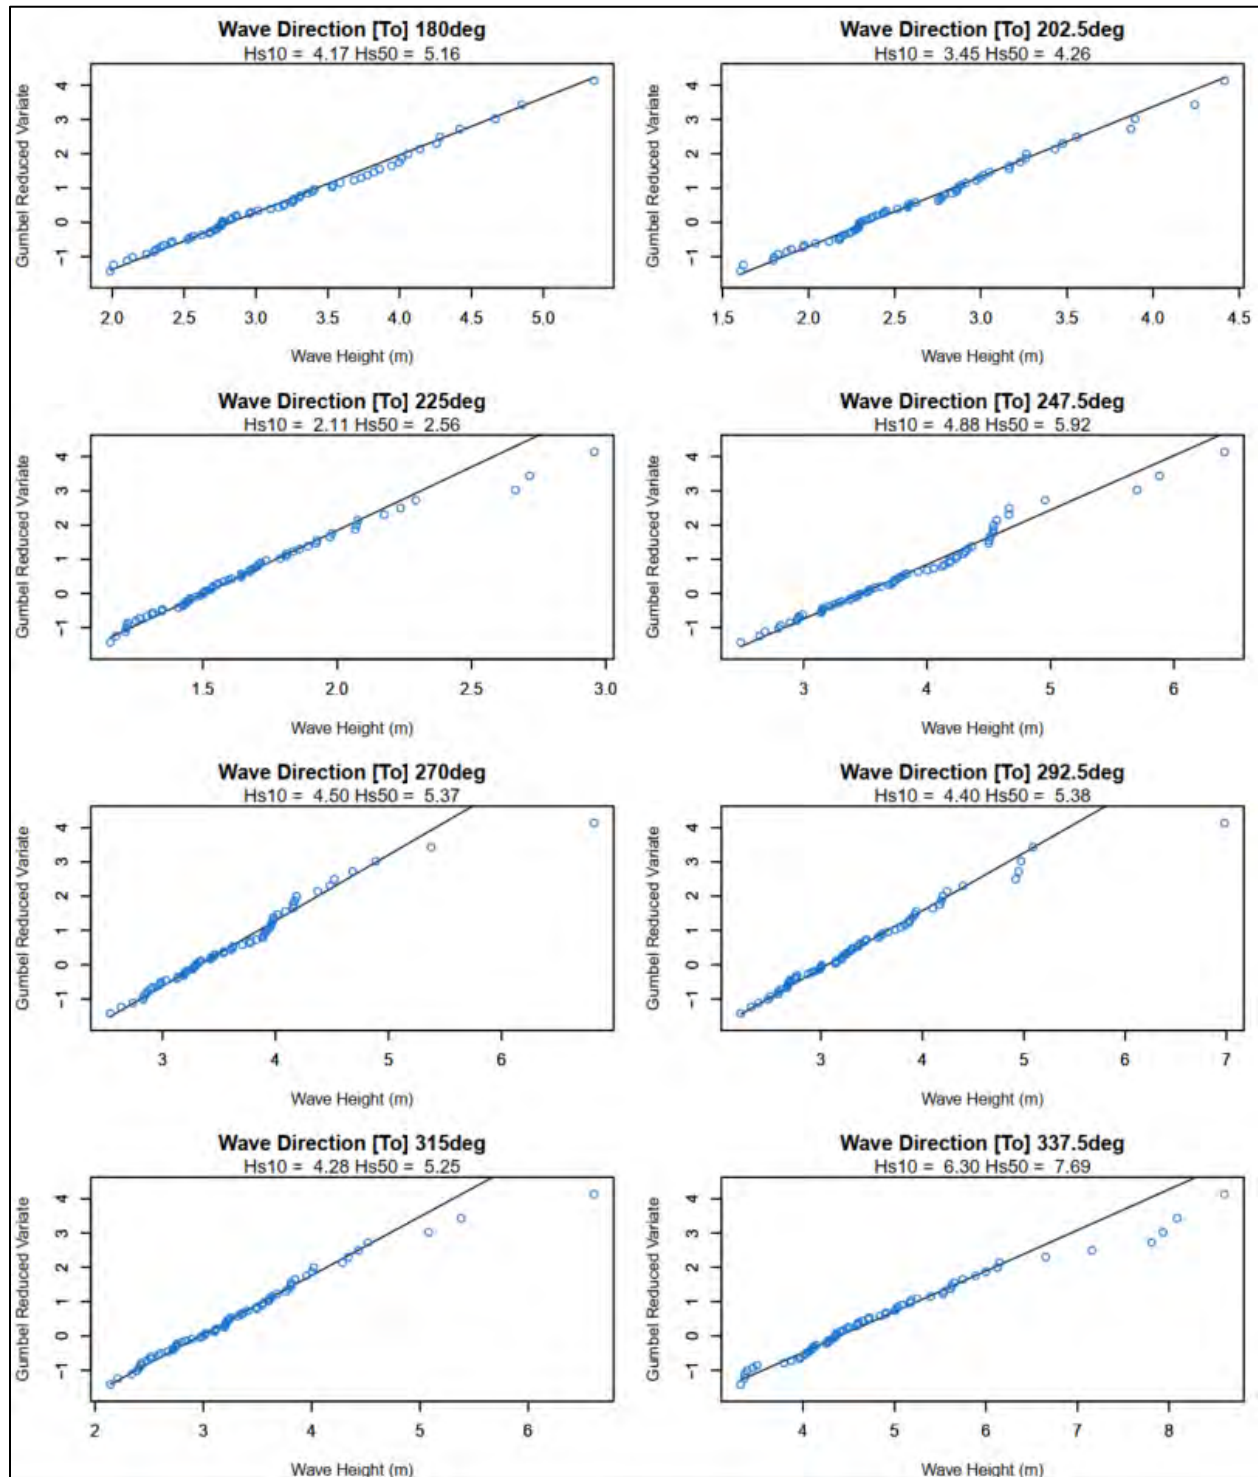 Wave Direction [To] 180deg
Hs10 = 4.17 Hs50 = 5.16
Gumbel Reduced Variate
4
3
2
1
0
-1
2.0 2.5 3.0 3.5 4.0 4.5 5.0
Wave Height (m)
Wave Direction [To] 202.5deg
Hs10 = 3.45 Hs50 = 4.26
Gumbel Reduced Variate
4
3
2
1
0
-1
1.5 2.0 2.5 3.0 3.5 4.0 4.5
Wave Height (m)
Wave Direction [To] 225deg
Hs10 = 2.11 Hs50 = 2.56
Gumbel Reduced Variate
4
3
2
1
0
-1
1.5 2.0 2.5 3.0
Wave Height (m)
Wave Direction [To] 247.5deg
Hs10 = 4.88 Hs50 = 5.92
Gumbel Reduced Variate
4
3
2
1
0
-1
3 4 5 6
Wave Height (m)
Wave Direction [To] 270deg
Hs10 = 4.50 Hs50 = 5.37
Gumbel Reduced Variate
4
3
2
1
0
-1
3 4 5 6
Wave Height (m)
Wave Direction [To] 292.5deg
Hs10 = 4.40 Hs50 = 5.38
Gumbel Reduced Variate
4
3
2
1
0
-1
3 4 5 6 7
Wave Height (m)
Wave Direction [To] 315deg
Hs10 = 4.28 Hs50 = 5.25
Gumbel Reduced Variate
4
3
2
1
0
-1
2 3 4 5 6
Wave Height (m)
Wave Direction [To] 337.5deg
Hs10 = 6.30 Hs50 = 7.69
Gumbel Reduced Variate
4
3
2
1
0
-1
4 5 6 7 8
Wave Height (m)